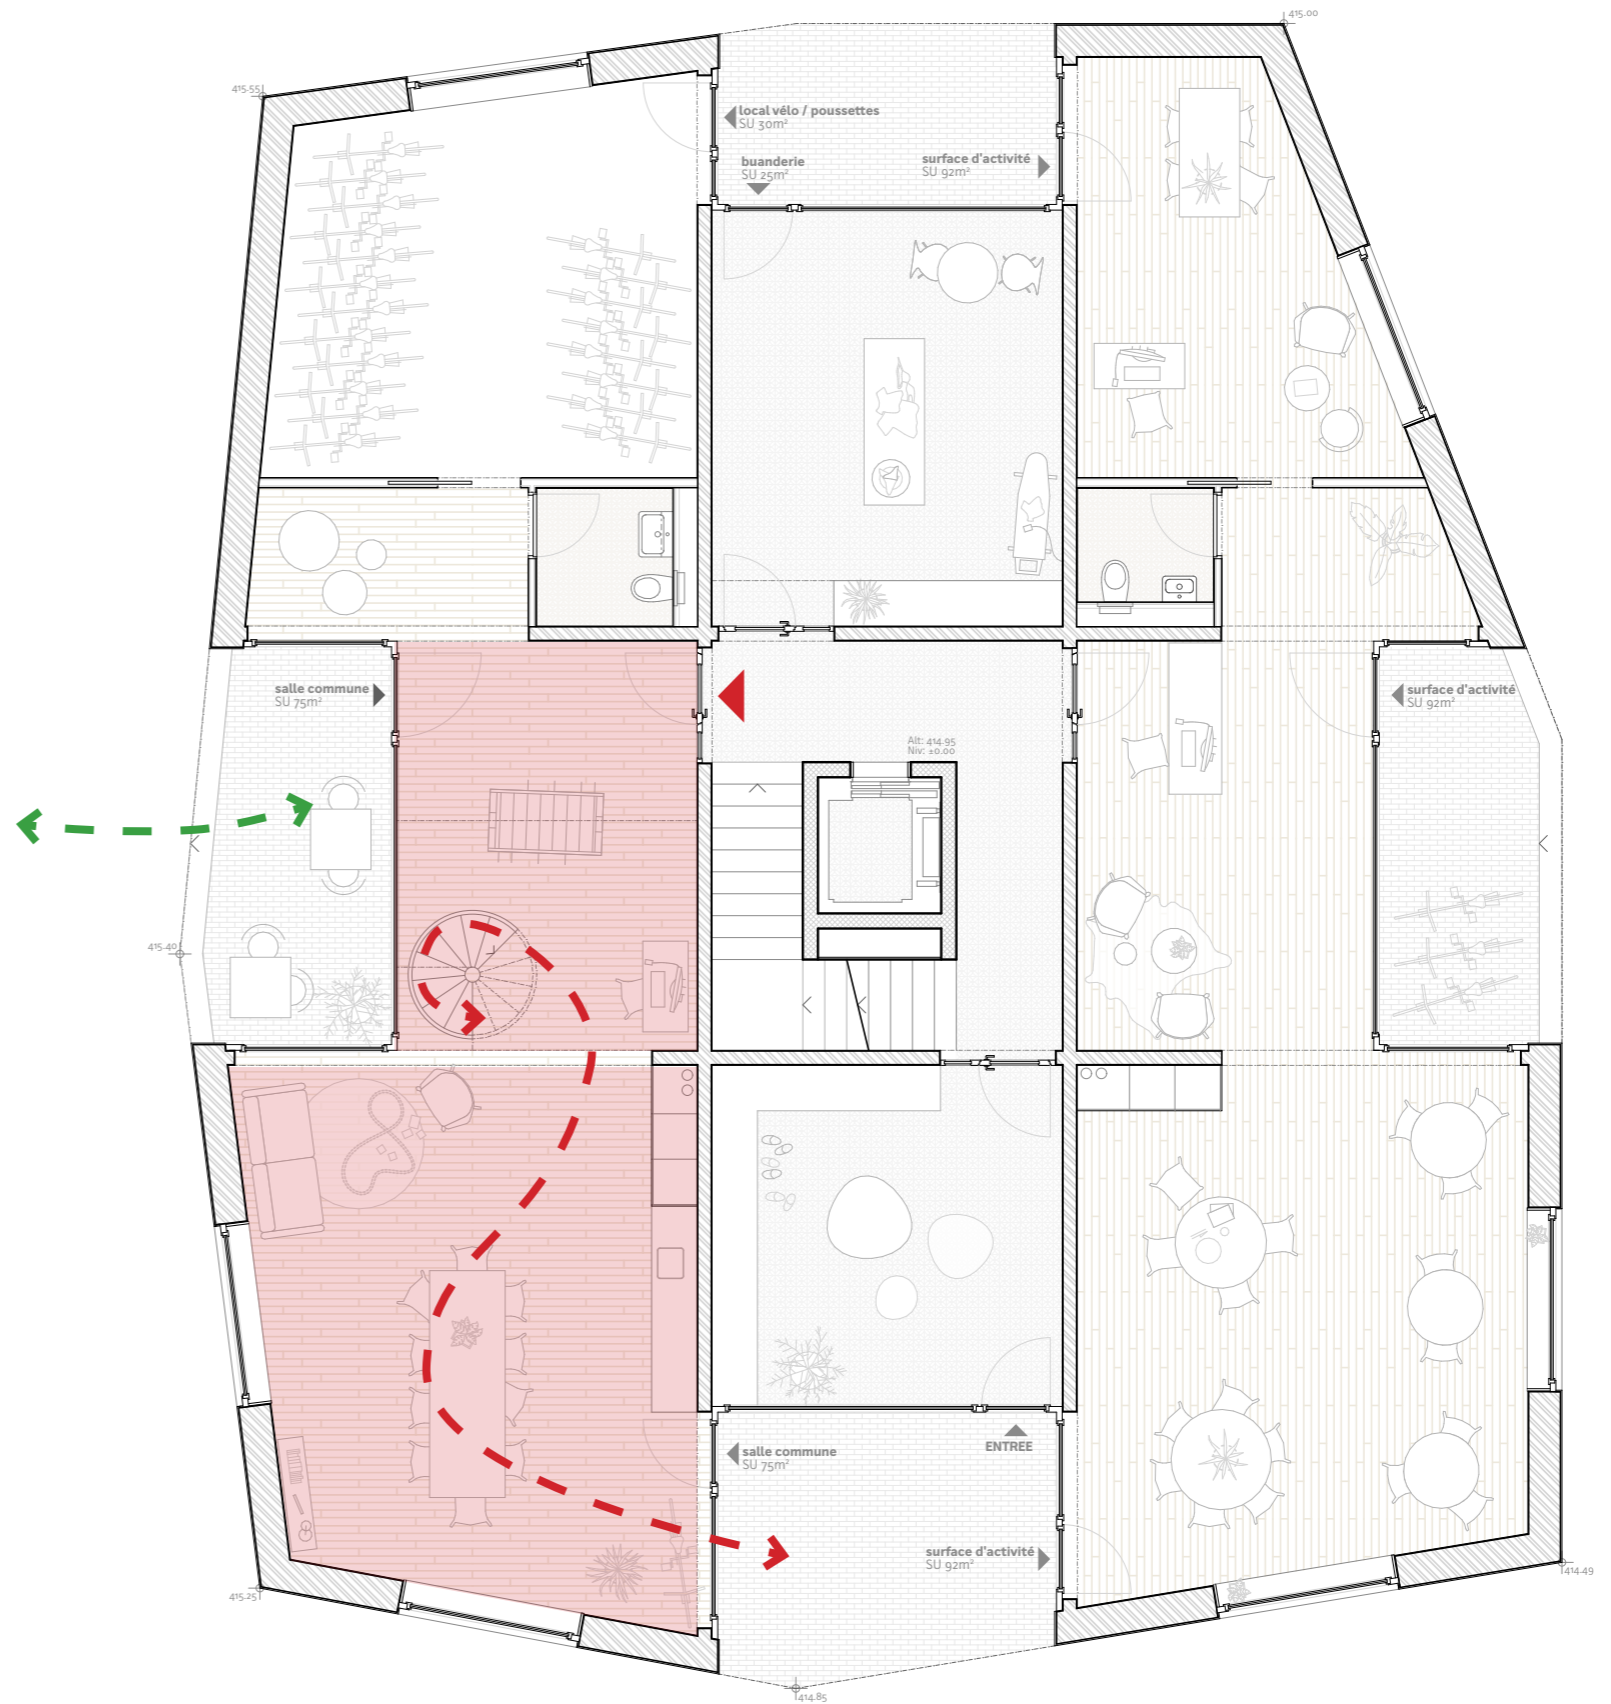 415.00
415.55
local vélo / poussettes
SU 30m²
buanderie
SU 25m²
surface d'activité
SU 92m²
salle commune
SU 75m²
surface d'activité
SU 92m²
Alt: 414.95
Niv: ±0.00
415.40
salle commune
SU 75m²
ENTREE
surface d'activité
SU 92m²
414.49
415.25
414.85